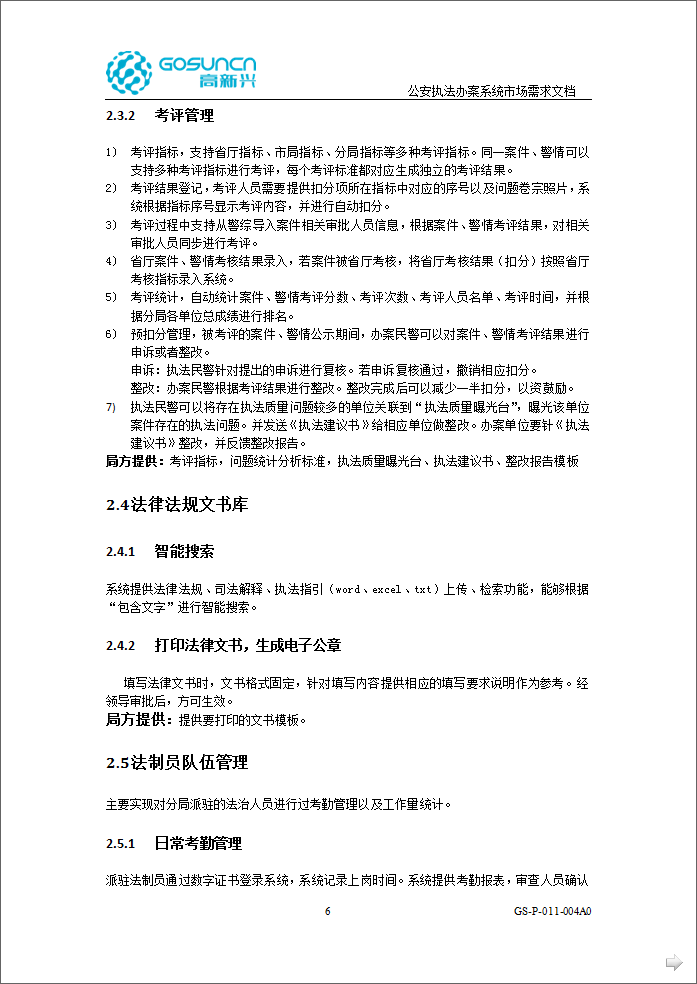 GOSUNCN
高新兴
公安执法办案系统市场需求文档
2.3.2 考评管理
1) 考评指标，支持省厅指标、市局指标、分局指标等多种考评指标。同一案件、警情可以
支持多种考评指标进行考评，每个考评标准都对应生成独立的考评结果。
2) 考评结果登记，考评人员需要提供扣分项所在指标中对应的序号以及问题卷宗照片，系
统根据指标序号显示考评内容，并进行自动扣分。
3) 考评过程中支持从警综导入案件相关审批人员信息，根据案件、警情考评结果，对相关
审批人员同步进行考评。
4) 省厅案件、警情考核结果录入，若案件被省厅考核，将省厅考核结果（扣分）按照省厅
考核指标录入系统。
5) 考评统计，自动统计案件、警情考评分数、考评次数、考评人员名单、考评时间，并根
据分局各单位总成绩进行排名。
6) 预扣分管理，被考评的案件、警情公示期间，办案民警可以对案件、警情考评结果进行
申诉或者整改。
申诉：执法民警针对提出的申诉进行复核。若申诉复核通过，撤销相应扣分。
整改：办案民警根据考评结果进行整改。整改完成后可以减少一半扣分，以资鼓励。
7) 执法民警可以将存在执法质量问题较多的单位关联到“执法质量曝光台”，曝光该单位
案件存在的执法问题。并发送《执法建议书》给相应单位做整改。办案单位要针《执法
建议书》整改，并反馈整改报告。
局方提供：考评指标，问题统计分析标准，执法质量曝光台、执法建议书、整改报告模板
2.4法律法规文书库
2.4.1 智能搜索
系统提供法律法规、司法解释、执法指引（word、excel、txt）上传、检索功能，能够根据
“包含文字”进行智能搜索。
2.4.2 打印法律文书，生成电子公章
填写法律文书时，文书格式固定，针对填写内容提供相应的填写要求说明作为参考。经
领导审批后，方可生效。
局方提供：提供要打印的文书模板。
2.5法制员队伍管理
主要实现对分局派驻的法治人员进行过考勤管理以及工作量统计。
2.5.1 日常考勤管理
派驻法制员通过数字证书登录系统，系统记录上岗时间。系统提供考勤报表，审查人员确认
6 GS-P-011-004A0